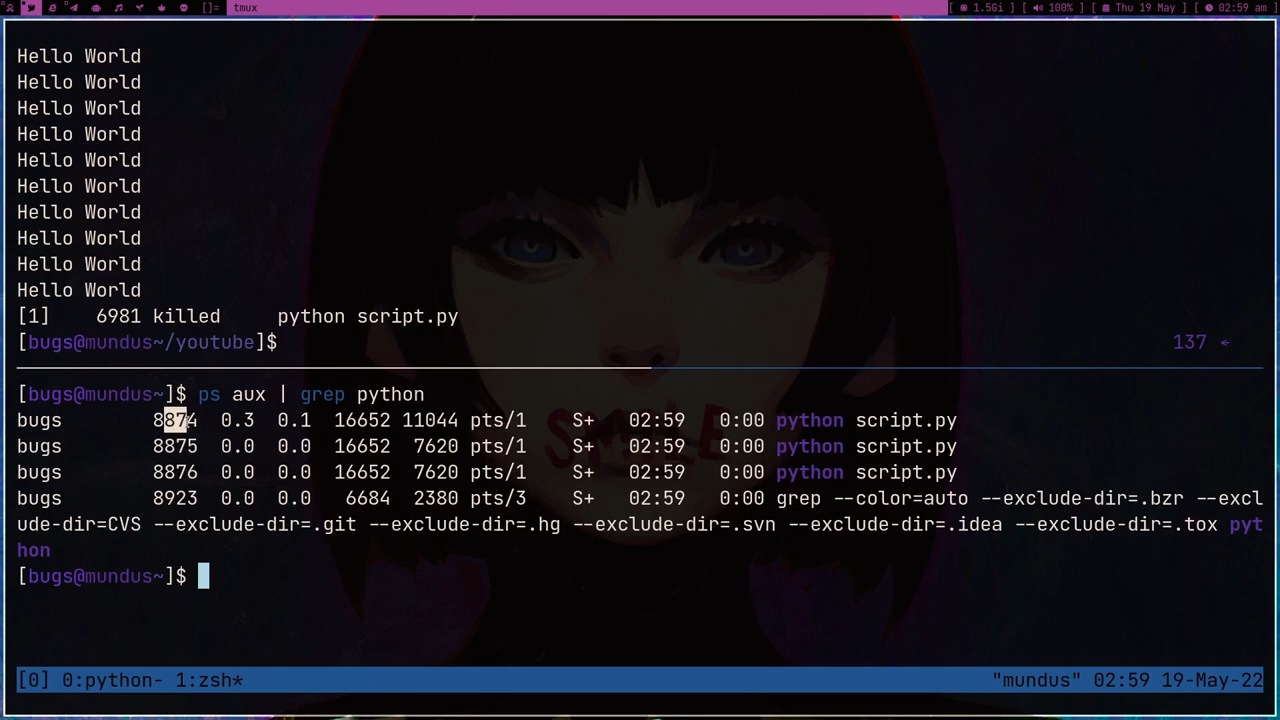 []= tmux [ 1.5Gi ] [ 100% ] [ Thu 19 May ] [ 02:59 am ]
Hello World
Hello World
Hello World
Hello World
Hello World
Hello World
Hello World
Hello World
Hello World
Hello World
[1]    6981 killed     python script.py
[bugs@mundus~/youtube]$ 137 ←
[bugs@mundus~]$ ps aux | grep python
bugs        8874  0.3  0.1  16652 11044 pts/1    S+   02:59   0:00 python script.py
bugs        8875  0.0  0.0  16652  7620 pts/1    S+   02:59   0:00 python script.py
bugs        8876  0.0  0.0  16652  7620 pts/1    S+   02:59   0:00 python script.py
bugs        8923  0.0  0.0   6684  2380 pts/3    S+   02:59   0:00 grep --color=auto --exclude-dir=.bzr --excl
ude-dir=CVS --exclude-dir=.git --exclude-dir=.hg --exclude-dir=.svn --exclude-dir=.idea --exclude-dir=.tox pyt
hon
[bugs@mundus~]$
SMILE
[0] 0:python- 1:zsh* "mundus" 02:59 19-May-22